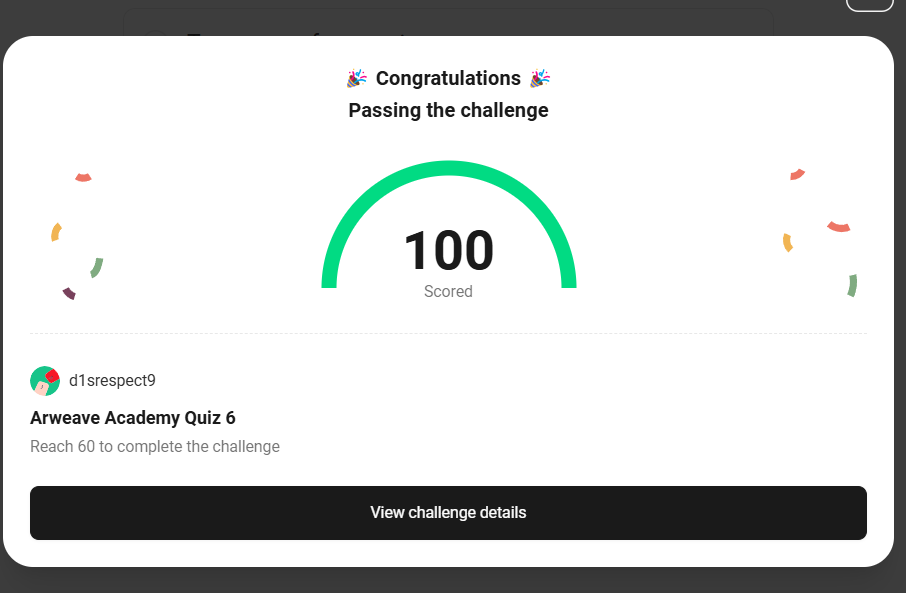 🎉 Congratulations 🎉
Passing the challenge
100
Scored
d1srespect9
Arweave Academy Quiz 6
Reach 60 to complete the challenge
View challenge details